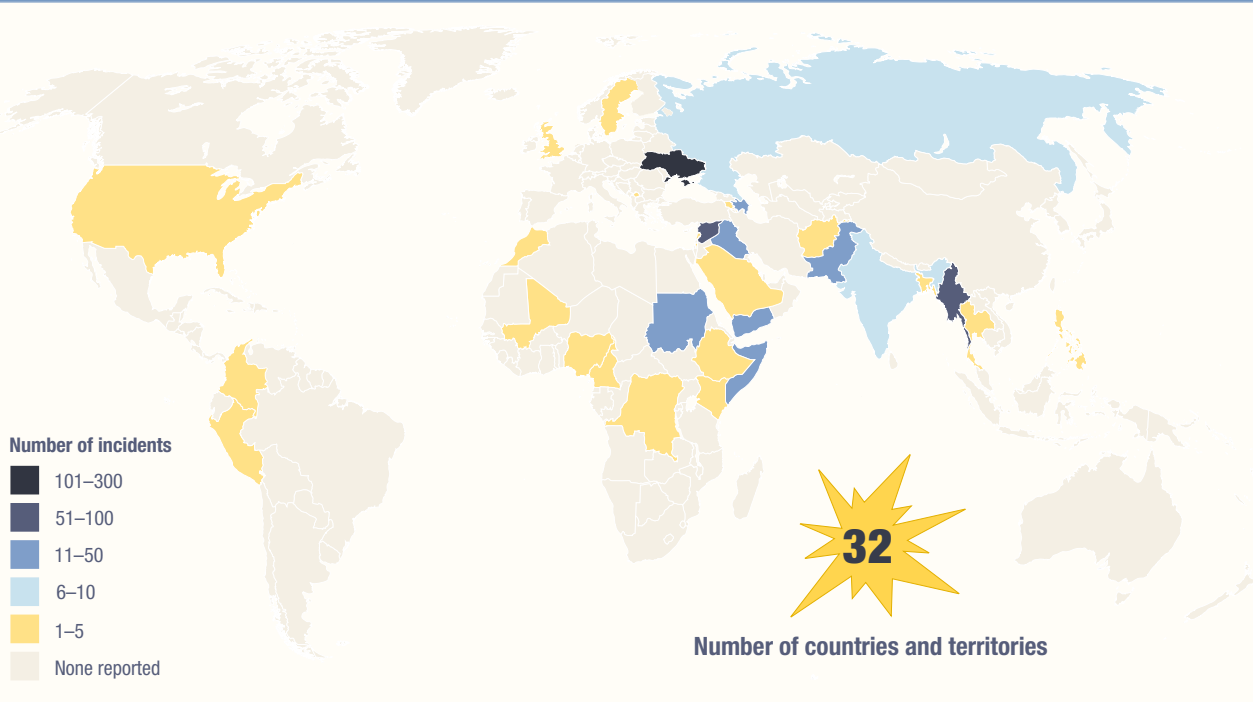 Number of incidents
101–300
51–100
11–50
6–10
1–5
None reported
32
Number of countries and territories